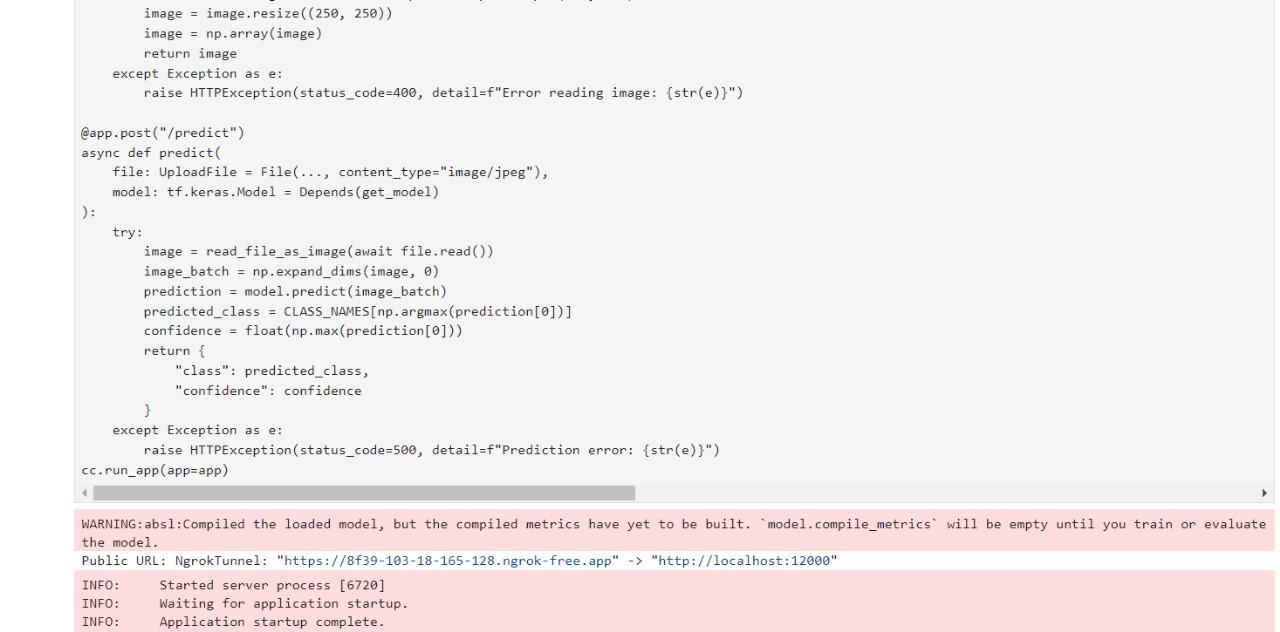 image = image.resize((250, 250))
        image = np.array(image)
        return image
    except Exception as e:
        raise HTTPException(status_code=400, detail=f"Error reading image: {str(e)}")

@app.post("/predict")
async def predict(
    file: UploadFile = File(..., content_type="image/jpeg"),
    model: tf.keras.Model = Depends(get_model)
):
    try:
        image = read_file_as_image(await file.read())
        image_batch = np.expand_dims(image, 0)
        prediction = model.predict(image_batch)
        predicted_class = CLASS_NAMES[np.argmax(prediction[0])]
        confidence = float(np.max(prediction[0]))
        return {
            "class": predicted_class,
            "confidence": confidence
        }
    except Exception as e:
        raise HTTPException(status_code=500, detail=f"Prediction error: {str(e)}")
cc.run_app(app=app)
WARNING:absl:Compiled the loaded model, but the compiled metrics have yet to be built. `model.compile_metrics` will be empty until you train or evaluate
the model.
Public URL: NgrokTunnel: "https://8f39-103-18-165-128.ngrok-free.app" -> "http://localhost:12000"
INFO:     Started server process [6720]
INFO:     Waiting for application startup.
INFO:     Application startup complete.